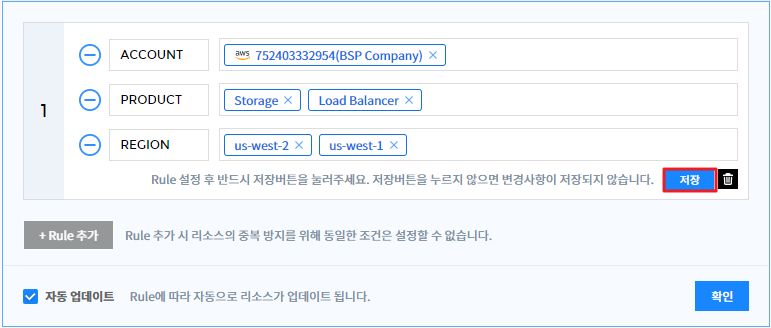 1
ACCOUNT
aws 752403332954(BSP Company) ×
PRODUCT
Storage × Load Balancer ×
REGION
us-west-2 × us-west-1 ×
Rule 설정 후 반드시 저장버튼을 눌러주세요. 저장버튼을 누르지 않으면 변경사항이 저장되지 않습니다. 저장
+ Rule 추가 Rule 추가 시 리소스의 중복 방지를 위해 동일한 조건은 설정할 수 없습니다.
자동 업데이트 Rule에 따라 자동으로 리소스가 업데이트 됩니다. 확인